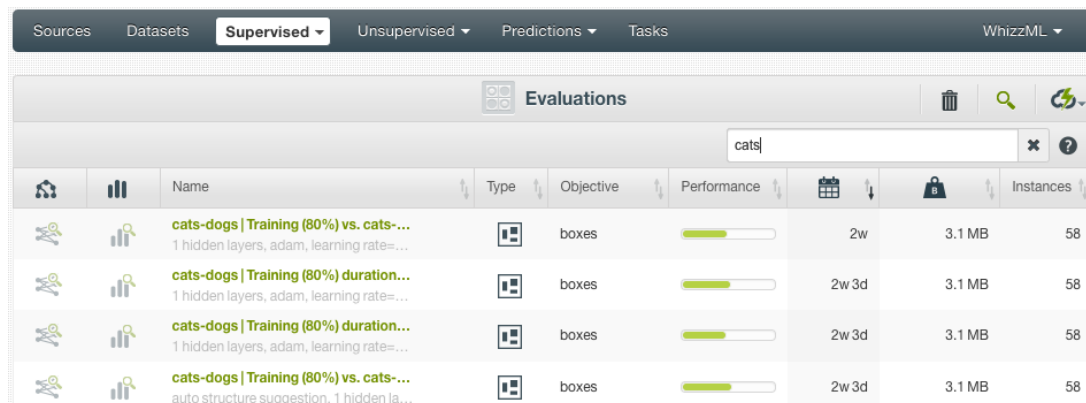 Sources Datasets Supervised Unsupervised Predictions Tasks WhizzML
Evaluations
cats
Name Type Objective Performance Instances
cats-dogs | Training (80%) vs. cats-...
1 hidden layers, adam, learning rate=...
boxes 2w 3.1 MB 58
cats-dogs | Training (80%) duration...
1 hidden layers, adam, learning rate=...
boxes 2w 3d 3.1 MB 58
cats-dogs | Training (80%) duration...
1 hidden layers, adam, learning rate=...
boxes 2w 3d 3.1 MB 58
cats-dogs | Training (80%) vs. cats-...
auto structure suggestion, 1 hidden la...
boxes 2w 3d 3.1 MB 58